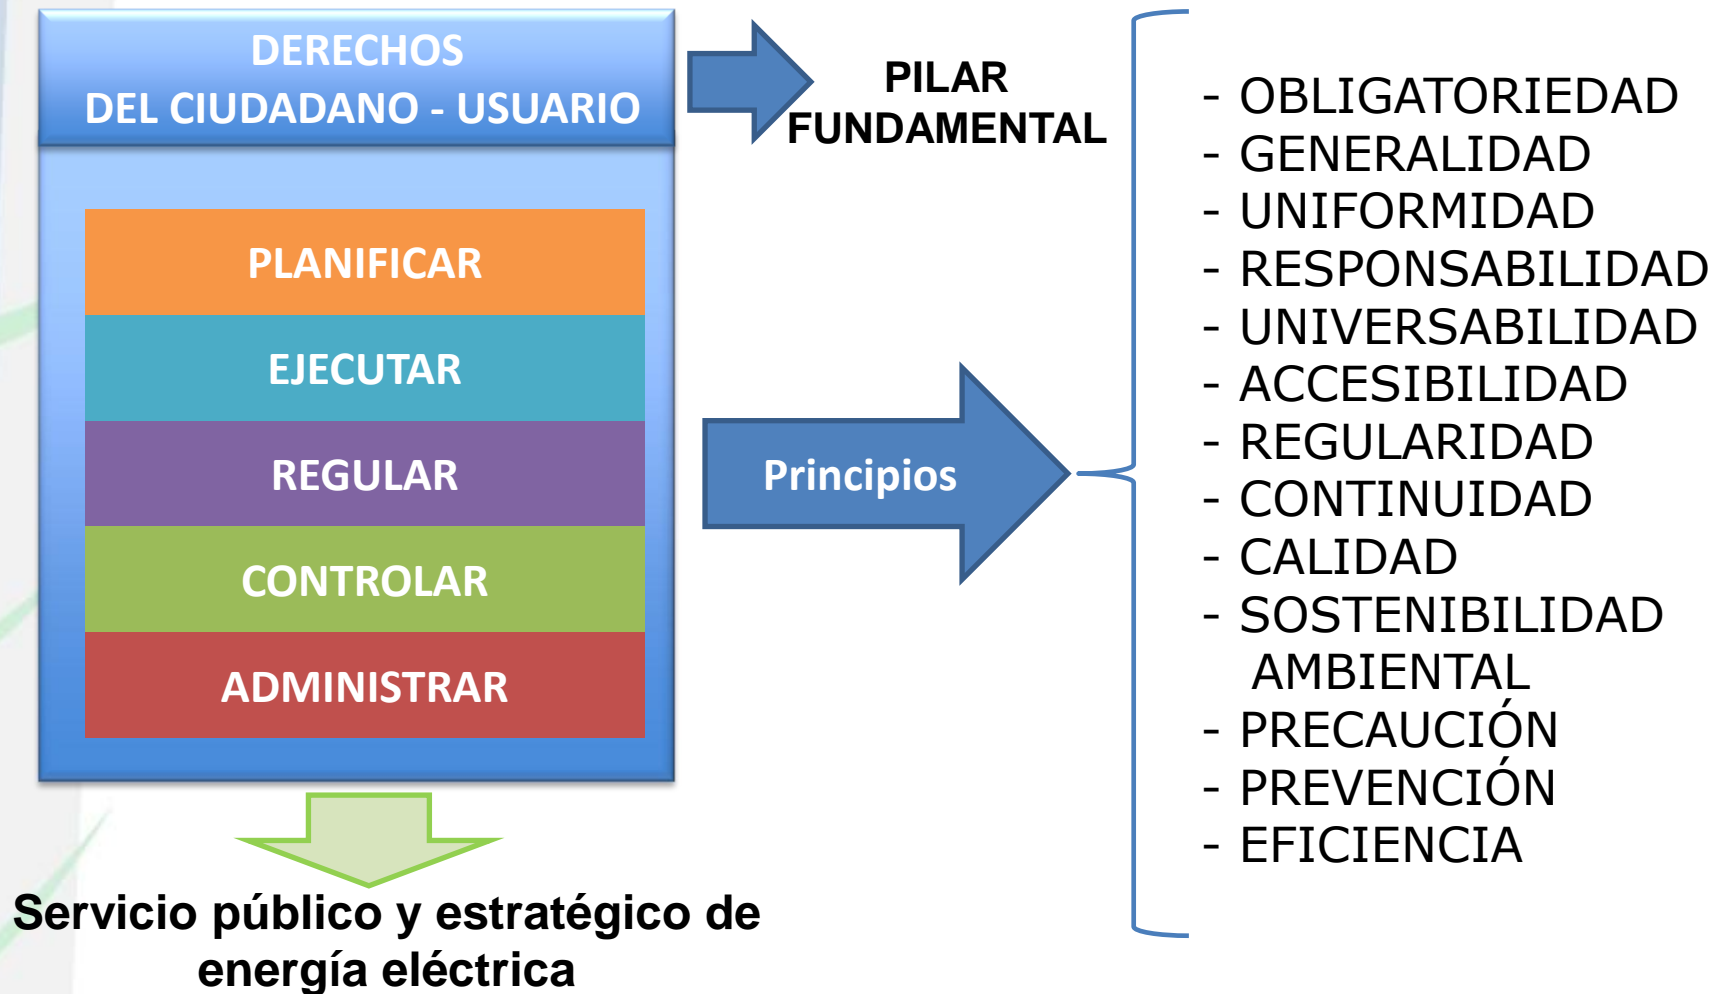 DERECHOS
DEL CIUDADANO - USUARIO
PILAR
FUNDAMENTAL
PLANIFICAR
EJECUTAR
REGULAR
CONTROLAR
ADMINISTRAR
Servicio público y estratégico de
energía eléctrica
Principios
- OBLIGATORIEDAD
- GENERALIDAD
- UNIFORMIDAD
- RESPONSABILIDAD
- UNIVERSABILIDAD
- ACCESIBILIDAD
- REGULARIDAD
- CONTINUIDAD
- CALIDAD
- SOSTENIBILIDAD
AMBIENTAL
- PRECAUCIÓN
- PREVENCIÓN
- EFICIENCIA